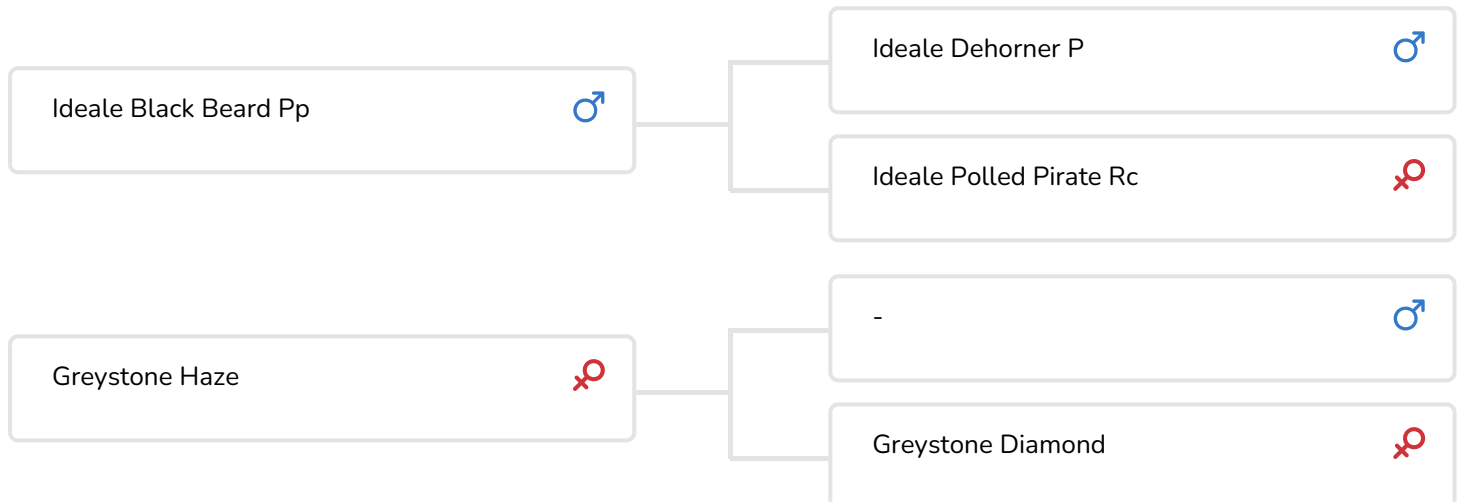 Ideale Dehorner P
Ideale Black Beard Pp
Ideale Polled Pirate Rc
-
Greystone Haze
Greystone Diamond